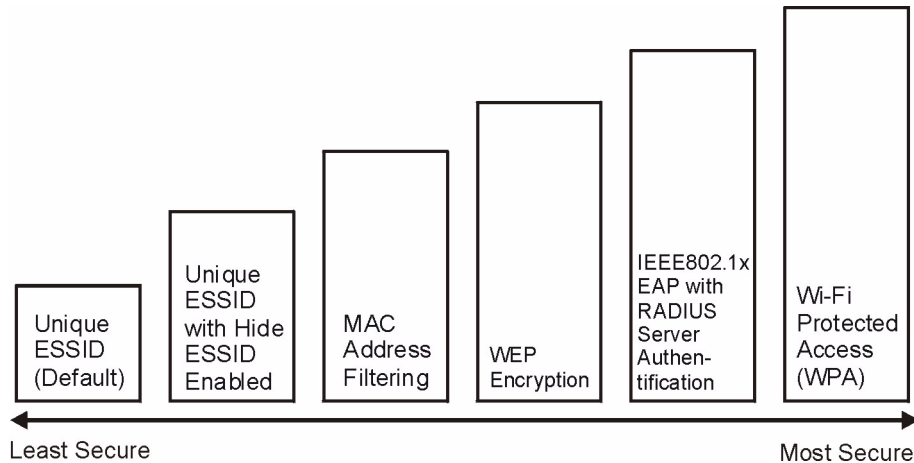 Unique
ESSID
(Default)
Unique
ESSID
with Hide
ESSID
Enabled
MAC
Address
Filtering
WEP
Encryption
IEEE802.1x
EAP with
RADIUS
Server
Authen-
tification
Wi-Fi
Protected
Access
(WPA)
Least Secure
Most Secure